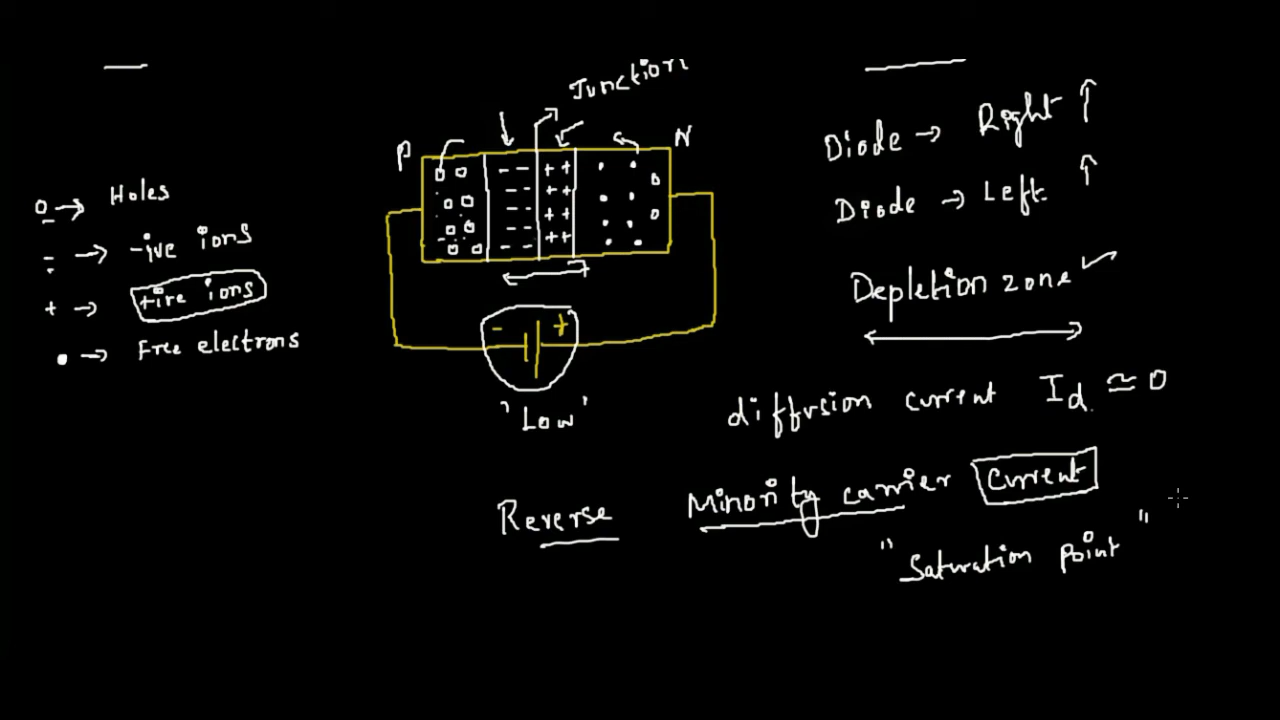 Junction
P
N
Diode → Right ↑
Diode → Left ↑
o → Holes
- → -ive ions
+ → +ive ions
• → Free electrons
Depletion zone ✓
- +
"Low"
diffusion current Id ≃ 0
Reverse Minority carrier current
"Saturation point"